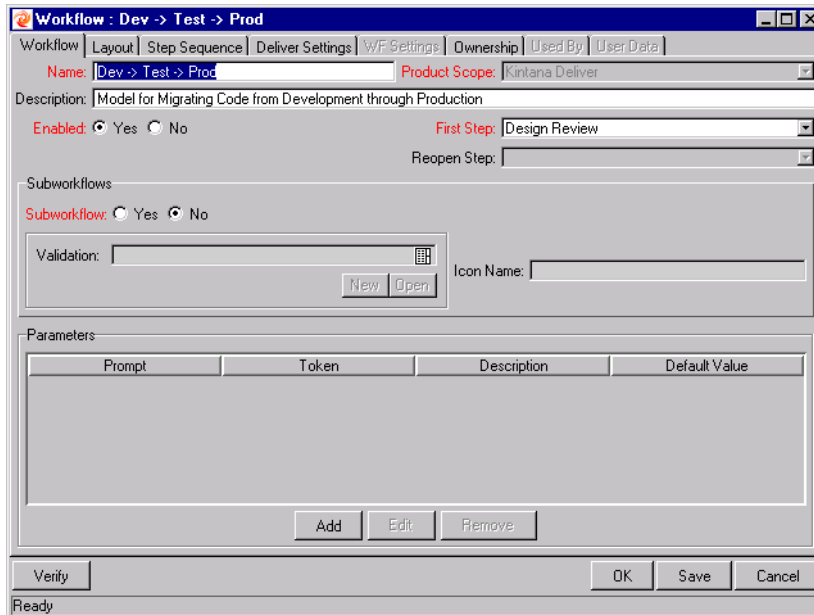 Workflow : Dev -> Test -> Prod
Workflow Layout Step Sequence Deliver Settings WF Settings Ownership Used By User Data
Name: Dev -> Test -> Prod Product Scope: Kintana Deliver
Description: Model for Migrating Code from Development through Production
Enabled: Yes No First Step: Design Review
Reopen Step:
Subworkflows
Subworkflow: Yes No
Validation:
Icon Name:
New Open
Parameters
Prompt Token Description Default Value
Add Edit Remove
Verify OK Save Cancel
Ready